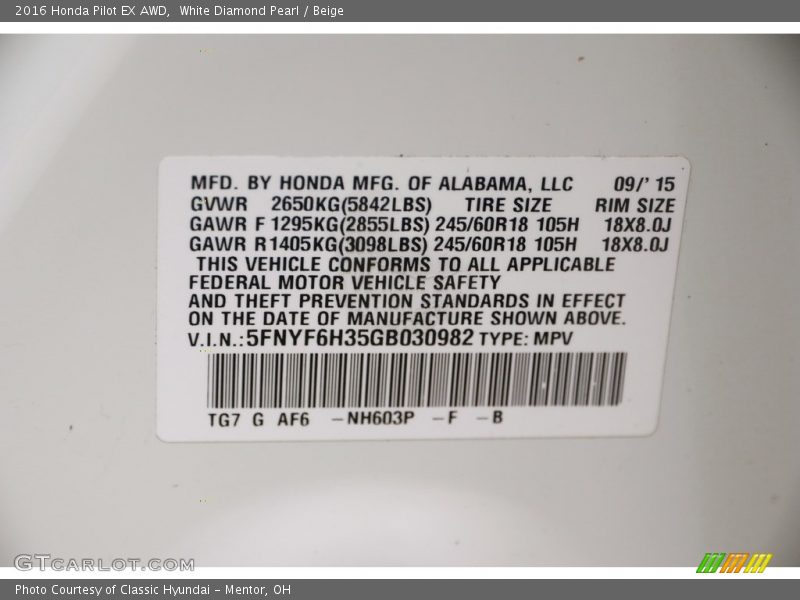 2016 Honda Pilot EX AWD,  White Diamond Pearl / Beige
MFD. BY HONDA MFG. OF ALABAMA, LLC 09/' 15
GVWR 2650KG(5842LBS) TIRE SIZE RIM SIZE
GAWR F 1295KG(2855LBS) 245/60R18 105H 18X8.0J
GAWR R1405KG(3098LBS) 245/60R18 105H 18X8.0J
THIS VEHICLE CONFORMS TO ALL APPLICABLE
FEDERAL MOTOR VEHICLE SAFETY
AND THEFT PREVENTION STANDARDS IN EFFECT
ON THE DATE OF MANUFACTURE SHOWN ABOVE.
V.I.N.:5FNYF6H35GB030982 TYPE: MPV
TG7 G AF6 -NH603P -F -B
GTCARLOT.COM
Photo Courtesy of Classic Hyundai - Mentor, OH